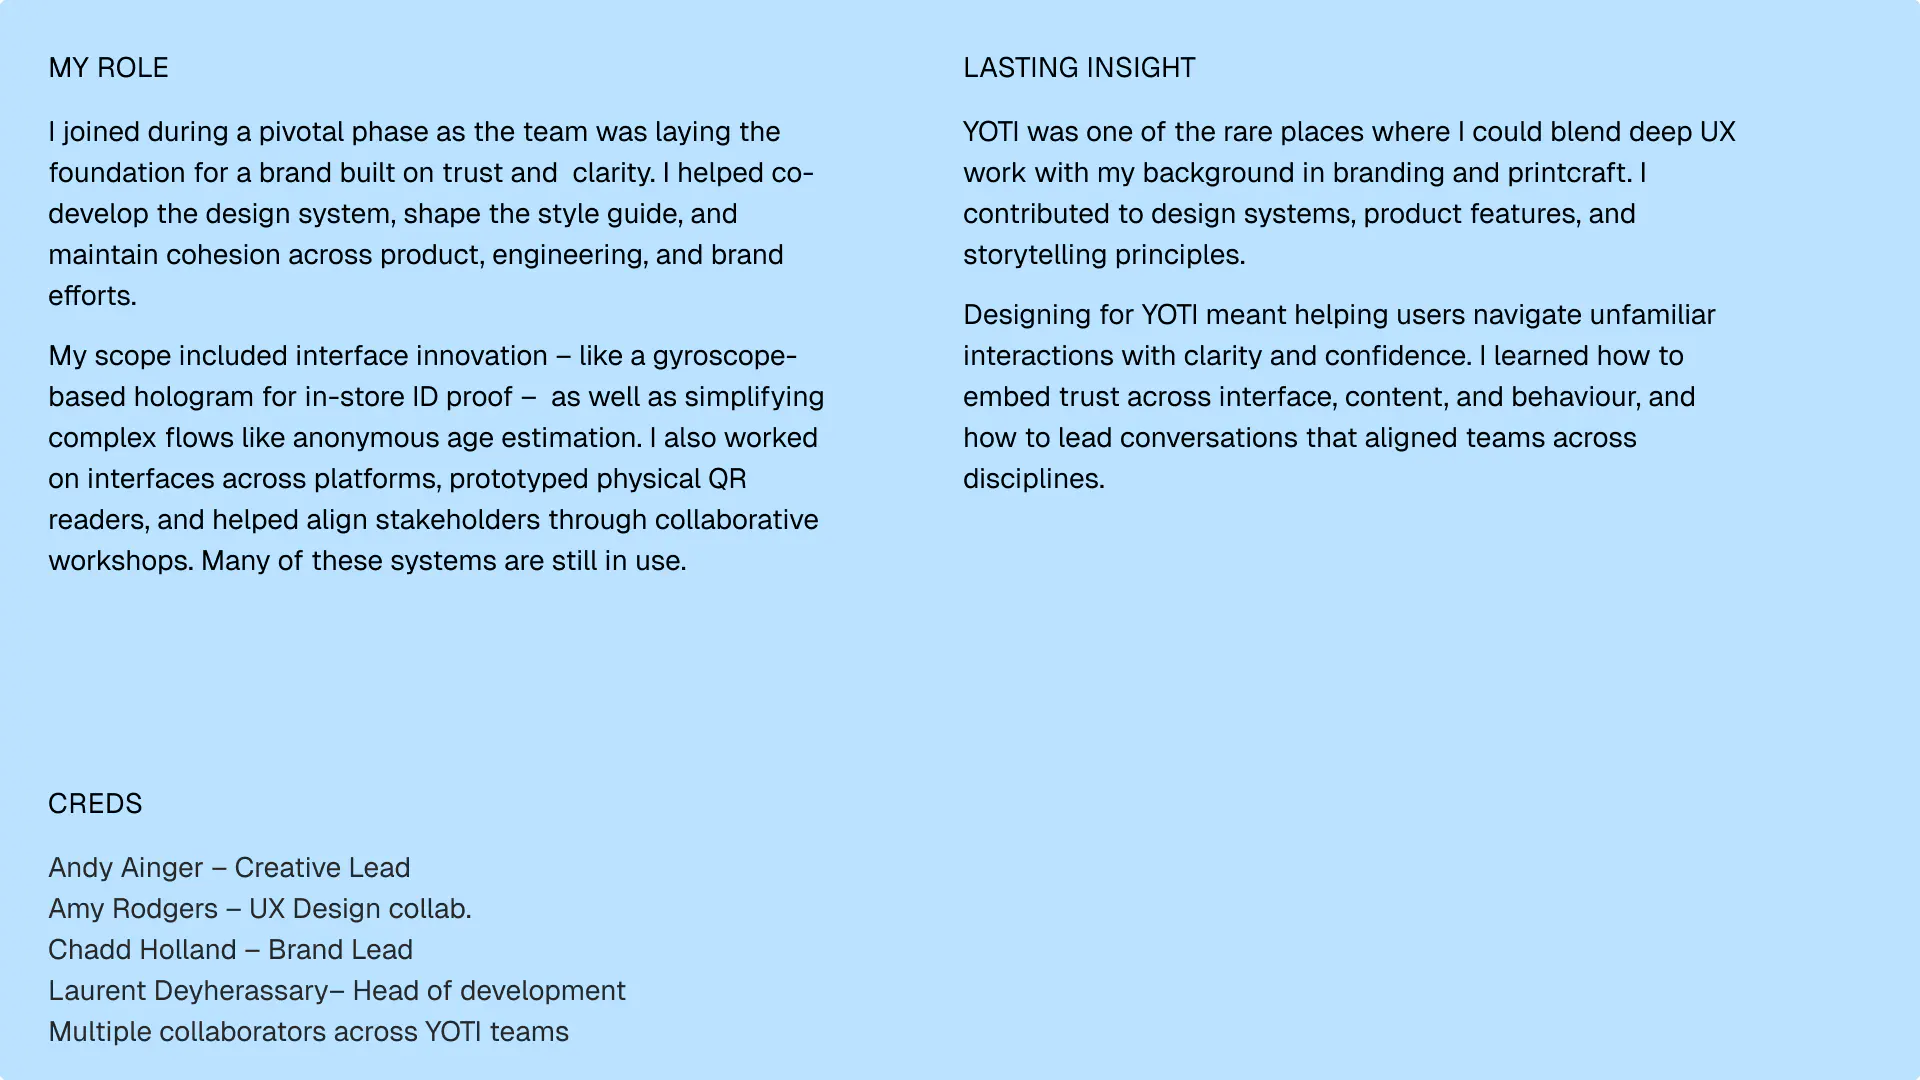 MY ROLE
I joined during a pivotal phase as the team was laying the
foundation for a brand built on trust and  clarity. I helped co-
develop the design system, shape the style guide, and
maintain cohesion across product, engineering, and brand
efforts.
My scope included interface innovation – like a gyroscope-
based hologram for in-store ID proof –  as well as simplifying
complex flows like anonymous age estimation. I also worked
on interfaces across platforms, prototyped physical QR
readers, and helped align stakeholders through collaborative
workshops. Many of these systems are still in use.
LASTING INSIGHT
YOTI was one of the rare places where I could blend deep UX
work with my background in branding and printcraft. I
contributed to design systems, product features, and
storytelling principles.
Designing for YOTI meant helping users navigate unfamiliar
interactions with clarity and confidence. I learned how to
embed trust across interface, content, and behaviour, and
how to lead conversations that aligned teams across
disciplines.
CREDS
Andy Ainger – Creative Lead
Amy Rodgers – UX Design collab.
Chadd Holland – Brand Lead
Laurent Deyherassary– Head of development
Multiple collaborators across YOTI teams